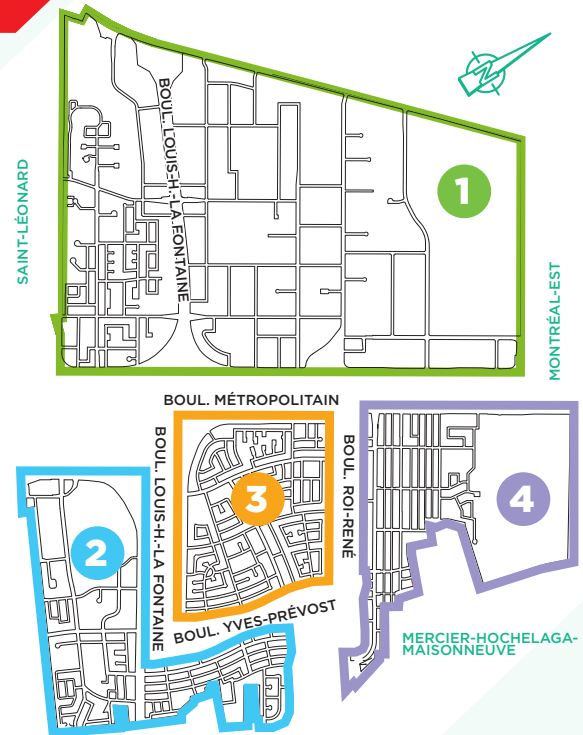 BOUL. LOUIS-H.-LA FONTAINE
N
1
SAINT-LÉONARD
MONTRÉAL-EST
BOUL. MÉTROPOLITAIN
BOUL. LOUIS-H.-LA FONTAINE
3
BOUL. ROI-RENÉ
4
2
BOUL. YVES-PRÉVOST
MERCIER-HOCHELAGA-
MAISONNEUVE